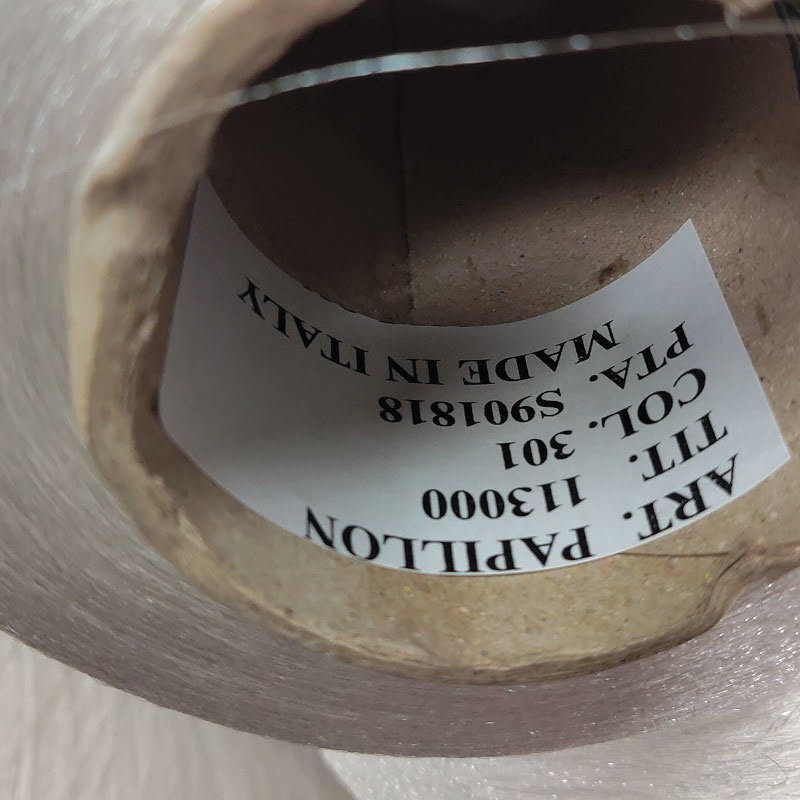 ART. PAPILLON
TIT. 113000
COL. 301
PTA. S901818
MADE IN ITALY